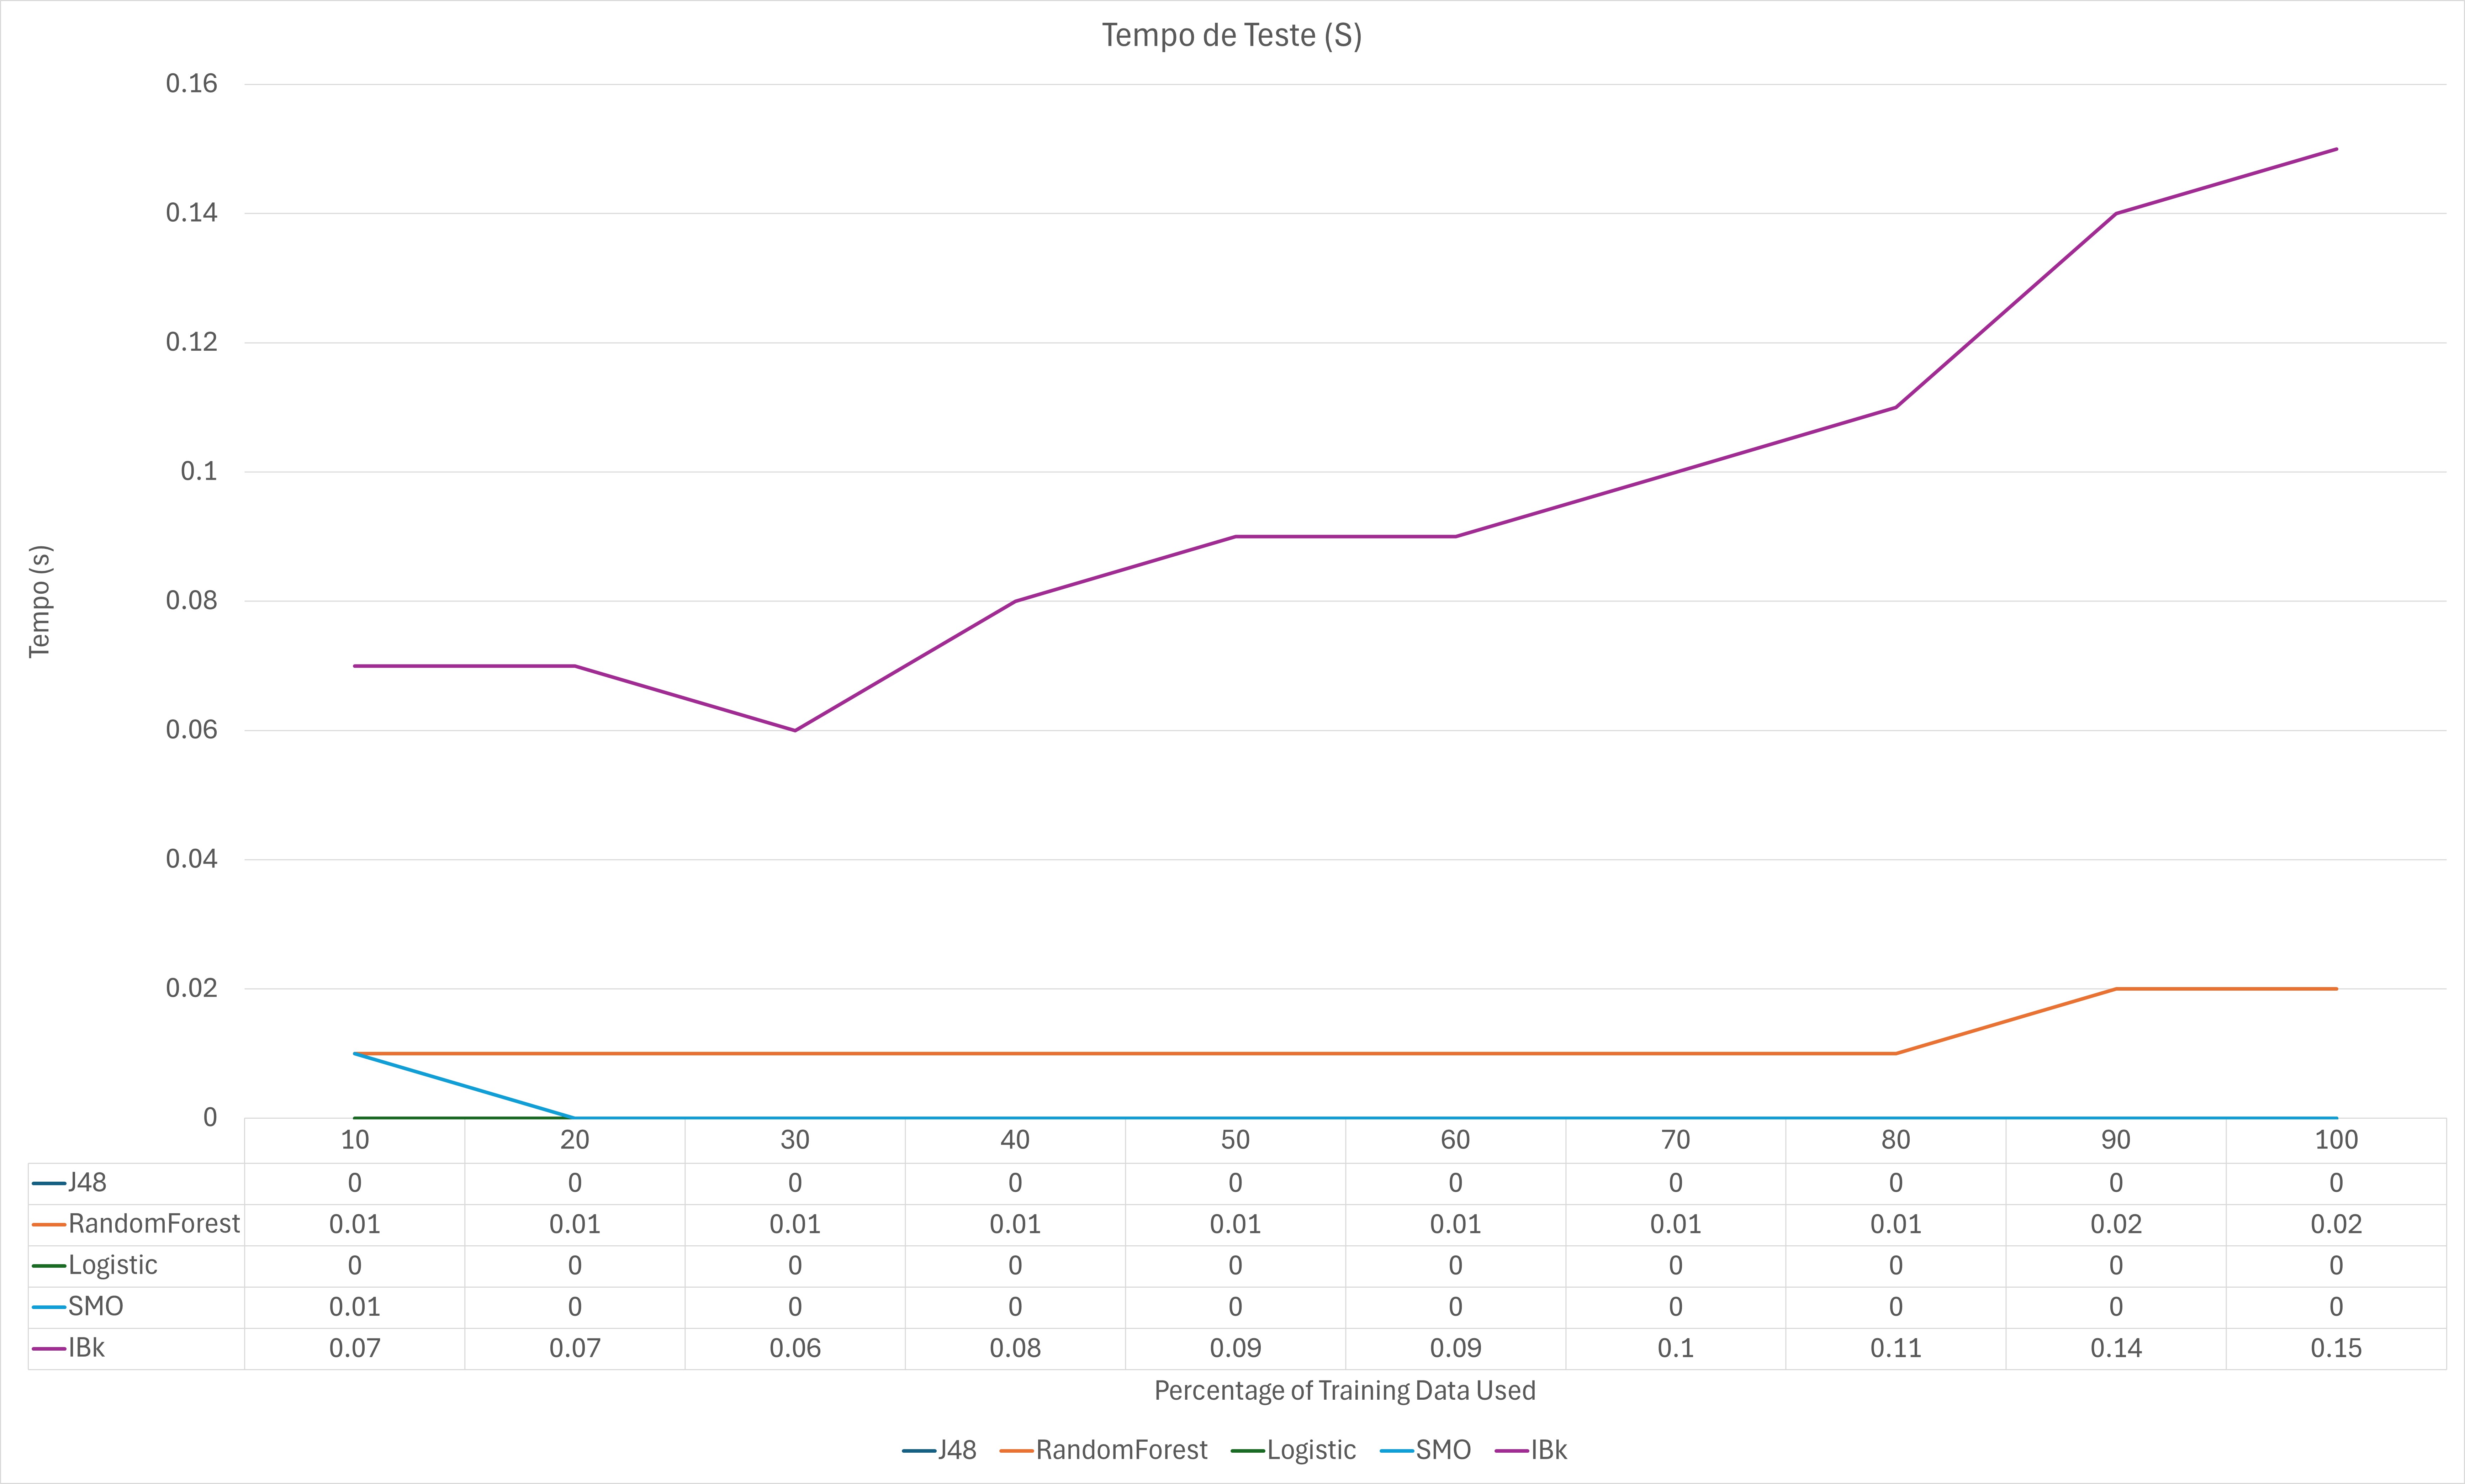 Tempo de Teste (S)
0.16
0.14
0.12
0.1
0.08
0.06
0.04
0.02
0
Tempo (s)
10 20 30 40 50 60 70 80 90 100
J48 0 0 0 0 0 0 0 0 0 0
RandomForest 0.01 0.01 0.01 0.01 0.01 0.01 0.01 0.01 0.02 0.02
Logistic 0 0 0 0 0 0 0 0 0 0
SMO 0.01 0 0 0 0 0 0 0 0 0
IBk 0.07 0.07 0.06 0.08 0.09 0.09 0.1 0.11 0.14 0.15
Percentage of Training Data Used
J48 RandomForest Logistic SMO IBk